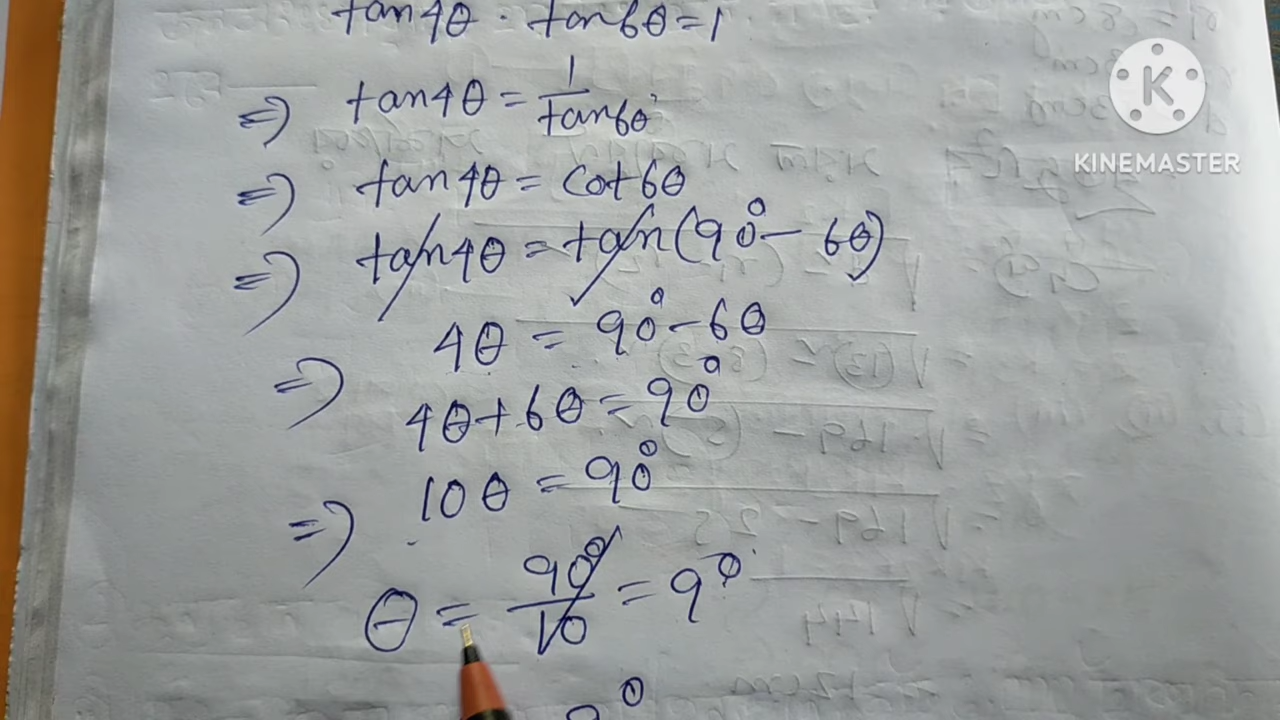 tan4θ · tan6θ=1
⇒) tan4θ = 1/tan6θ
⇒) tan4θ = cot6θ
⇒) tan4θ = tan(90° - 6θ)
4θ = 90° - 6θ
⇒) 4θ+6θ = 90°
10θ = 90°
⇒) θ = 90°/10 = 9°
K
KINEMASTER